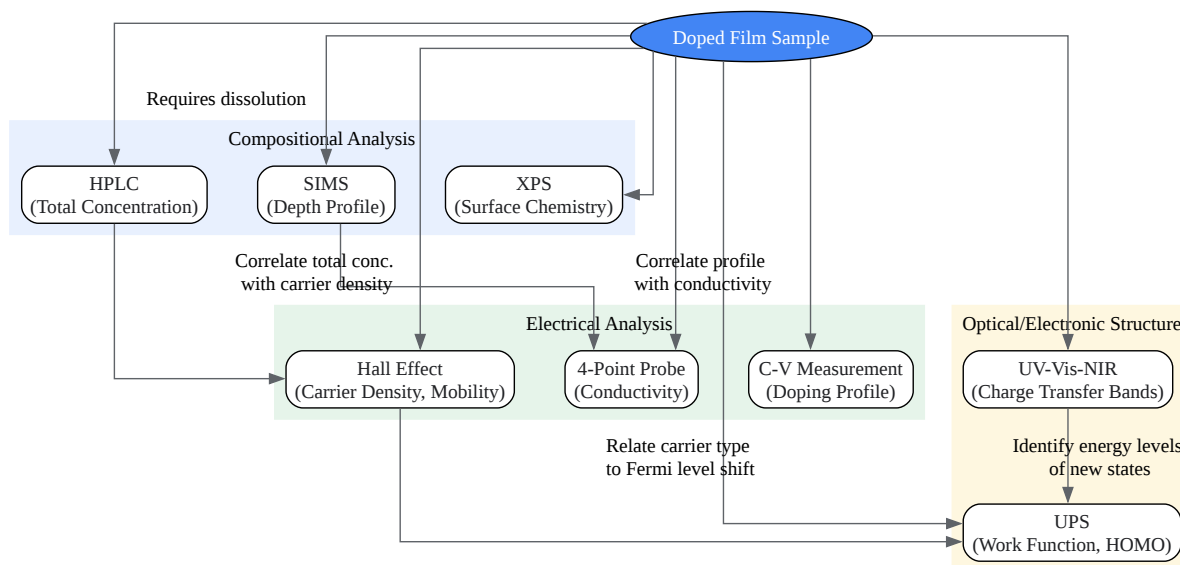 Doped Film Sample
Requires dissolution
Compositional Analysis
HPLC
(Total Concentration)
SIMS
(Depth Profile)
XPS
(Surface Chemistry)
Correlate total conc.
with carrier density
Correlate profile
with conductivity
Electrical Analysis
Optical/Electronic Structure
Hall Effect
(Carrier Density, Mobility)
4-Point Probe
(Conductivity)
C-V Measurement
(Doping Profile)
UV-Vis-NIR
(Charge Transfer Bands)
Relate carrier type
to Fermi level shift
Identify energy levels
of new states
UPS
(Work Function, HOMO)